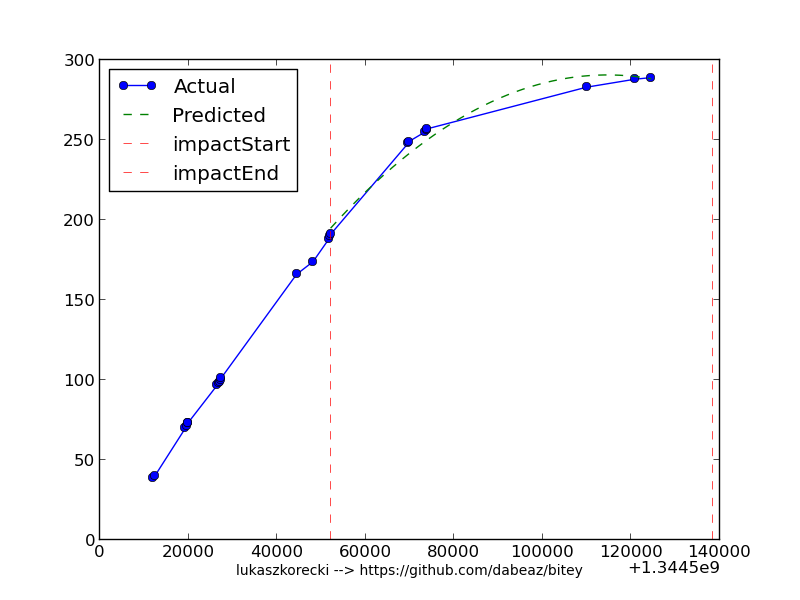 300
250
200
150
100
50
0
Actual
Predicted
impactStart
impactEnd
0 20000 40000 60000 80000 100000 120000 140000
+1.3445e9
lukaszkorecki --> https://github.com/dabeaz/bitey